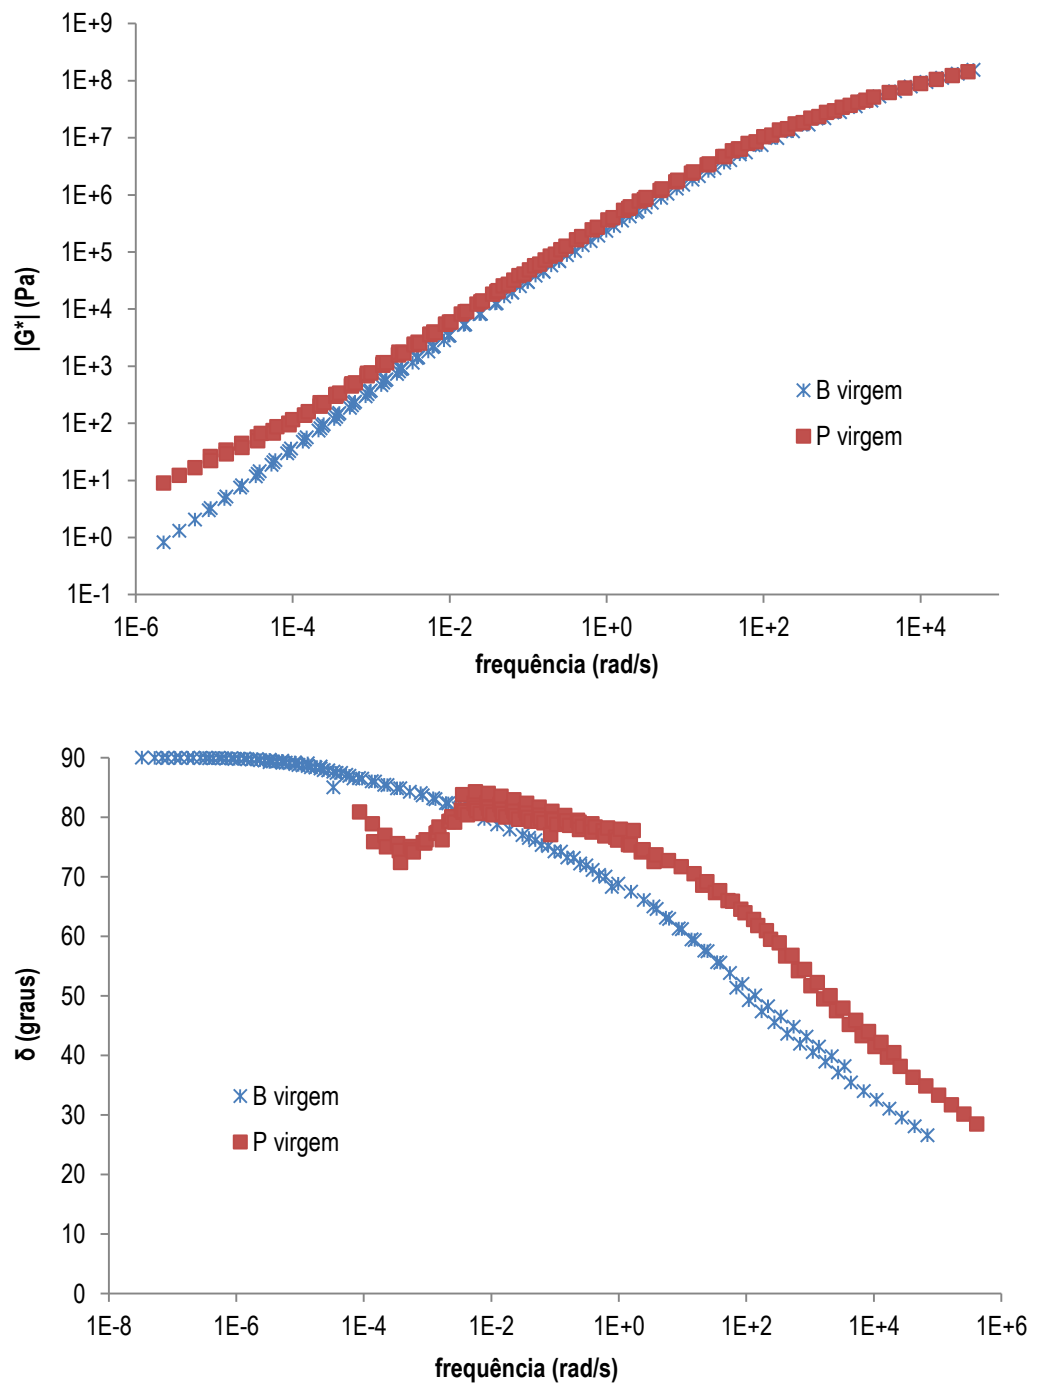 1E+9
1E+8
1E+7
1E+6
1E+5
1E+4
1E+3
1E+2
1E+1
1E+0
1E-1
|G*| (Pa)
B virgem
P virgem
1E-6 1E-4 1E-2 1E+0 1E+2 1E+4
frequência (rad/s)
90
80
70
60
50
40
30
20
10
0
δ (graus)
B virgem
P virgem
1E-8 1E-6 1E-4 1E-2 1E+0 1E+2 1E+4 1E+6
frequência (rad/s)